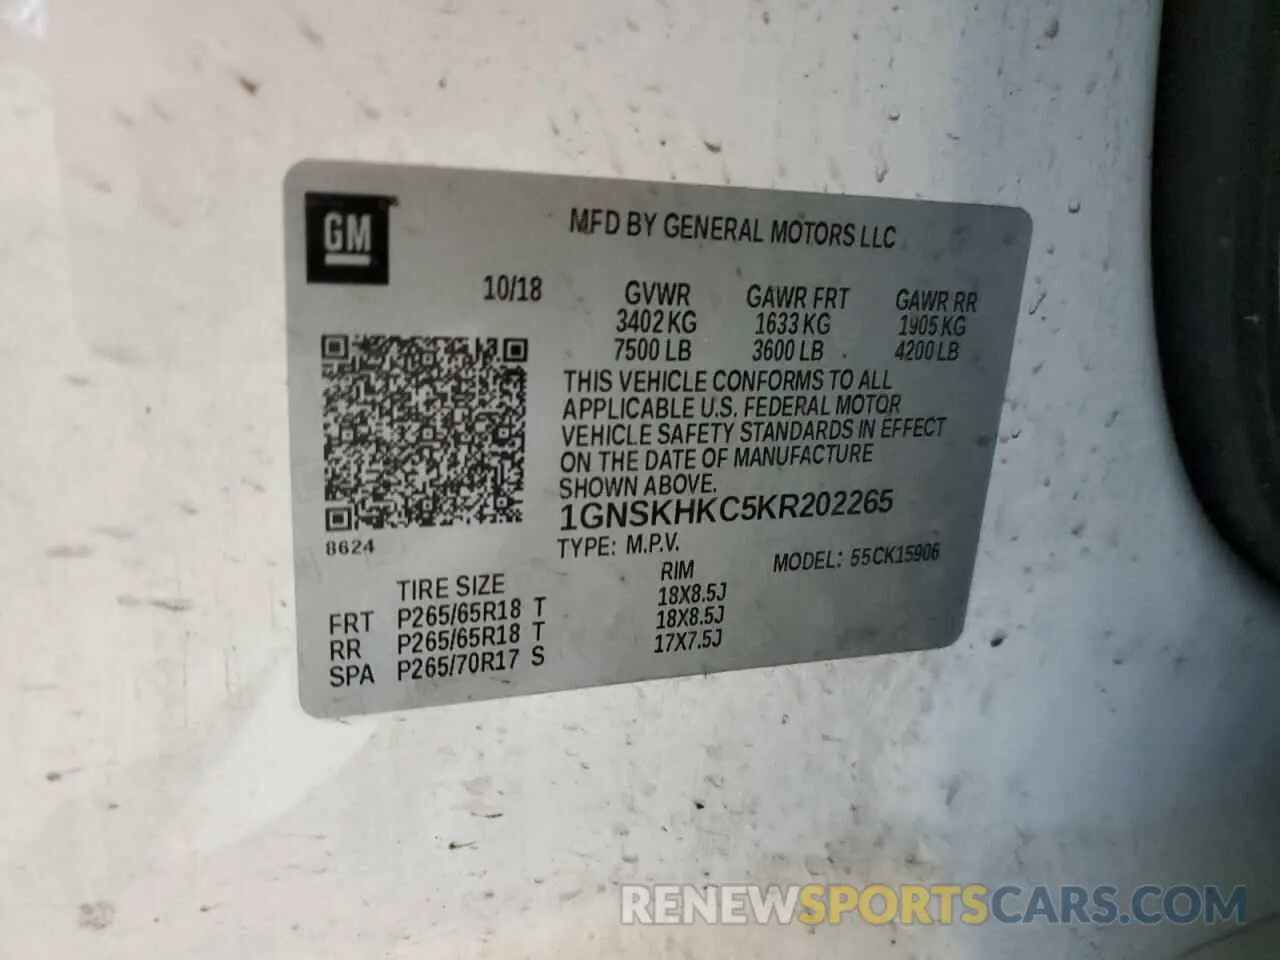 GM
MFD BY GENERAL MOTORS LLC
10/18
GVWR GAWR FRT GAWR RR
3402 KG 1633 KG 1905 KG
7500 LB 3600 LB 4200 LB
THIS VEHICLE CONFORMS TO ALL
APPLICABLE U.S. FEDERAL MOTOR
VEHICLE SAFETY STANDARDS IN EFFECT
ON THE DATE OF MANUFACTURE
SHOWN ABOVE.
1GNSKHKC5KR202265
8624
TYPE: M.P.V. MODEL: 55CK15906
TIRE SIZE RIM
FRT P265/65R18 T 18X8.5J
RR P265/65R18 T 18X8.5J
SPA P265/70R17 S 17X7.5J
RENEWSPORTSCARS.COM